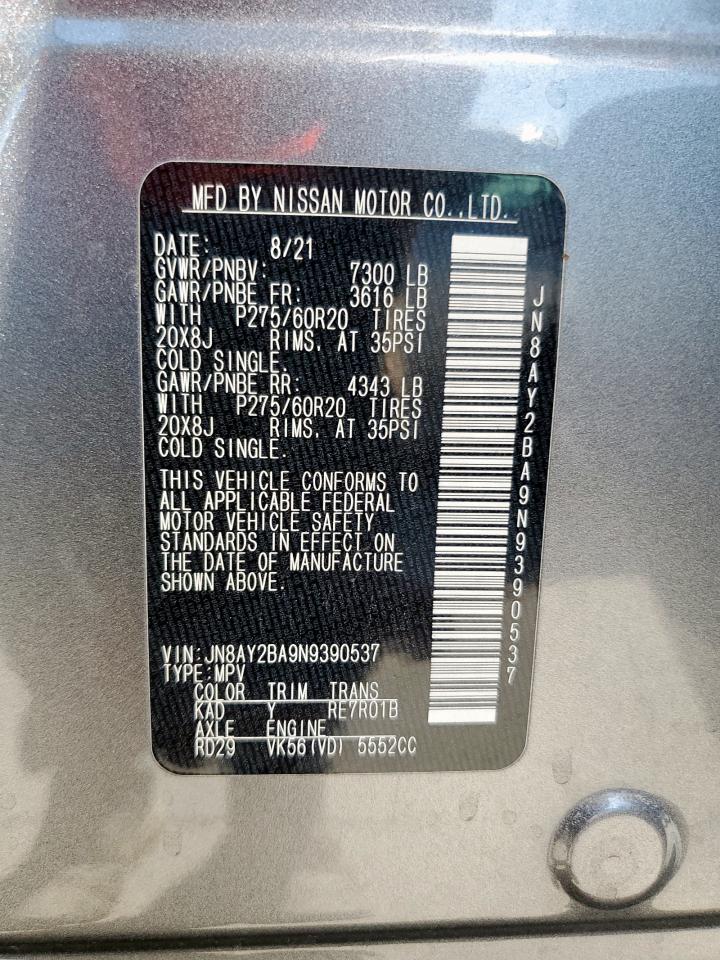 MFD BY NISSAN MOTOR CO.,LTD.
DATE: 8/21
GVWR/PNBV: 7300 LB
GAWR/PNBE FR: 3616 LB
WITH P275/60R20 TIRES
20X8J RIMS, AT 35PSI
COLD SINGLE.
GAWR/PNBE RR: 4343 LB
WITH P275/60R20 TIRES
20X8J RIMS, AT 35PSI
COLD SINGLE.
THIS VEHICLE CONFORMS TO
ALL APPLICABLE FEDERAL
MOTOR VEHICLE SAFETY
STANDARDS IN EFFECT ON
THE DATE OF MANUFACTURE
SHOWN ABOVE.
VIN:JN8AY2BA9N9390537
TYPE:MPV
COLOR TRIM TRANS
KAD Y RE7R01B
AXLE ENGINE
RD29 VK56(VD) 5552CC
JN8AY2BA9N9390537